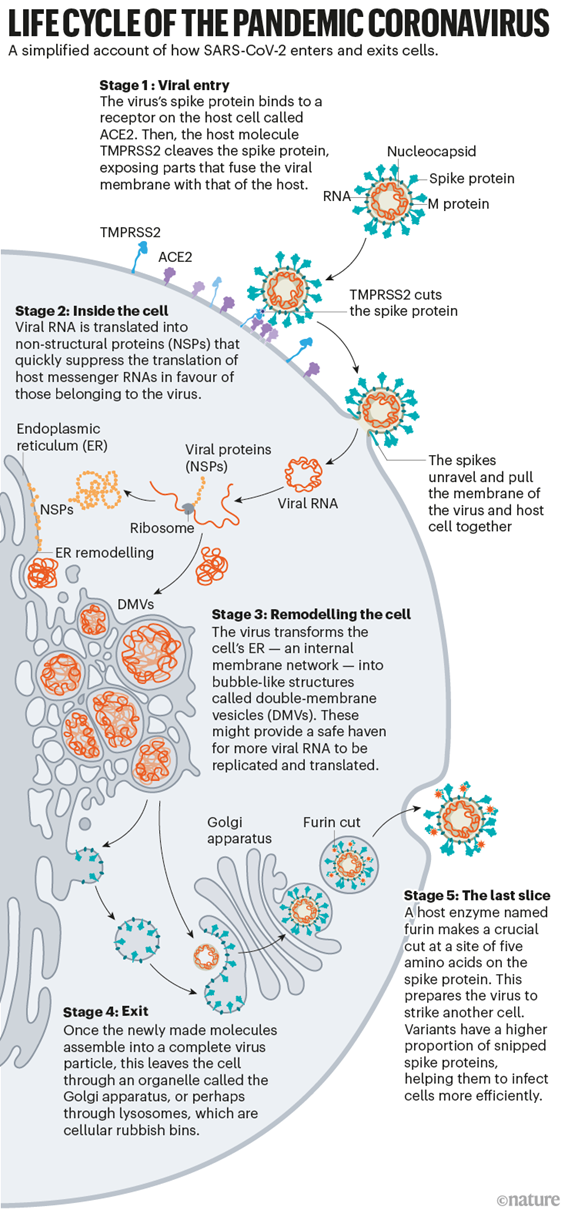 LIFE CYCLE OF THE PANDEMIC CORONAVIRUS
A simplified account of how SARS-CoV-2 enters and exits cells.
Stage 1 : Viral entry
The virus's spike protein binds to a
receptor on the host cell called
ACE2. Then, the host molecule
TMPRSS2 cleaves the spike protein,
exposing parts that fuse the viral
membrane with that of the host.
Nucleocapsid
Spike protein
RNA
M protein
TMPRSS2
ACE2
TMPRSS2 cuts
the spike protein
Stage 2: Inside the cell
Viral RNA is translated into
non-structural proteins (NSPs) that
quickly suppress the translation of
host messenger RNAs in favour of
those belonging to the virus.
Endoplasmic
reticulum (ER)
Viral proteins
(NSPs)
The spikes
unravel and pull
the membrane of
the virus and host
cell together
Viral RNA
NSPs
Ribosome
ER remodelling
DMVs
Stage 3: Remodelling the cell
The virus transforms the
cell's ER — an internal
membrane network — into
bubble-like structures
called double-membrane
vesicles (DMVs). These
might provide a safe haven
for more viral RNA to be
replicated and translated.
Golgi
apparatus
Furin cut
Stage 5: The last slice
A host enzyme named
furin makes a crucial
cut at a site of five
amino acids on the
spike protein. This
prepares the virus to
strike another cell.
Variants have a higher
proportion of snipped
spike proteins,
helping them to infect
cells more efficiently.
Stage 4: Exit
Once the newly made molecules
assemble into a complete virus
particle, this leaves the cell
through an organelle called the
Golgi apparatus, or perhaps
through lysosomes, which are
cellular rubbish bins.
©nature